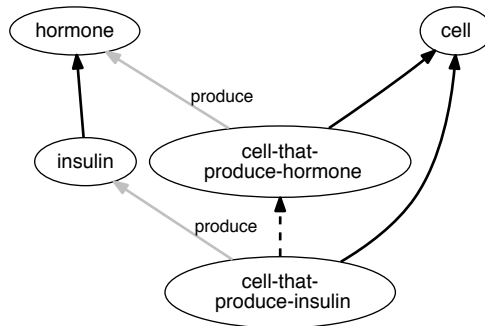 hormone
cell
produce
insulin
cell-that-
produce-hormone
produce
cell-that-
produce-insulin